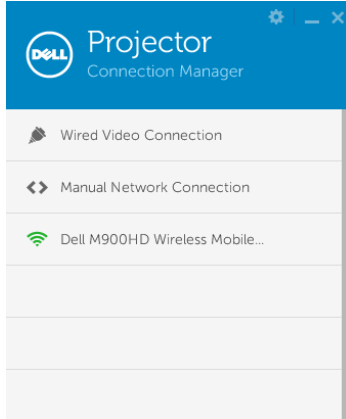 DELL
Projector
Connection Manager
Wired Video Connection
Manual Network Connection
Dell M900HD Wireless Mobile...